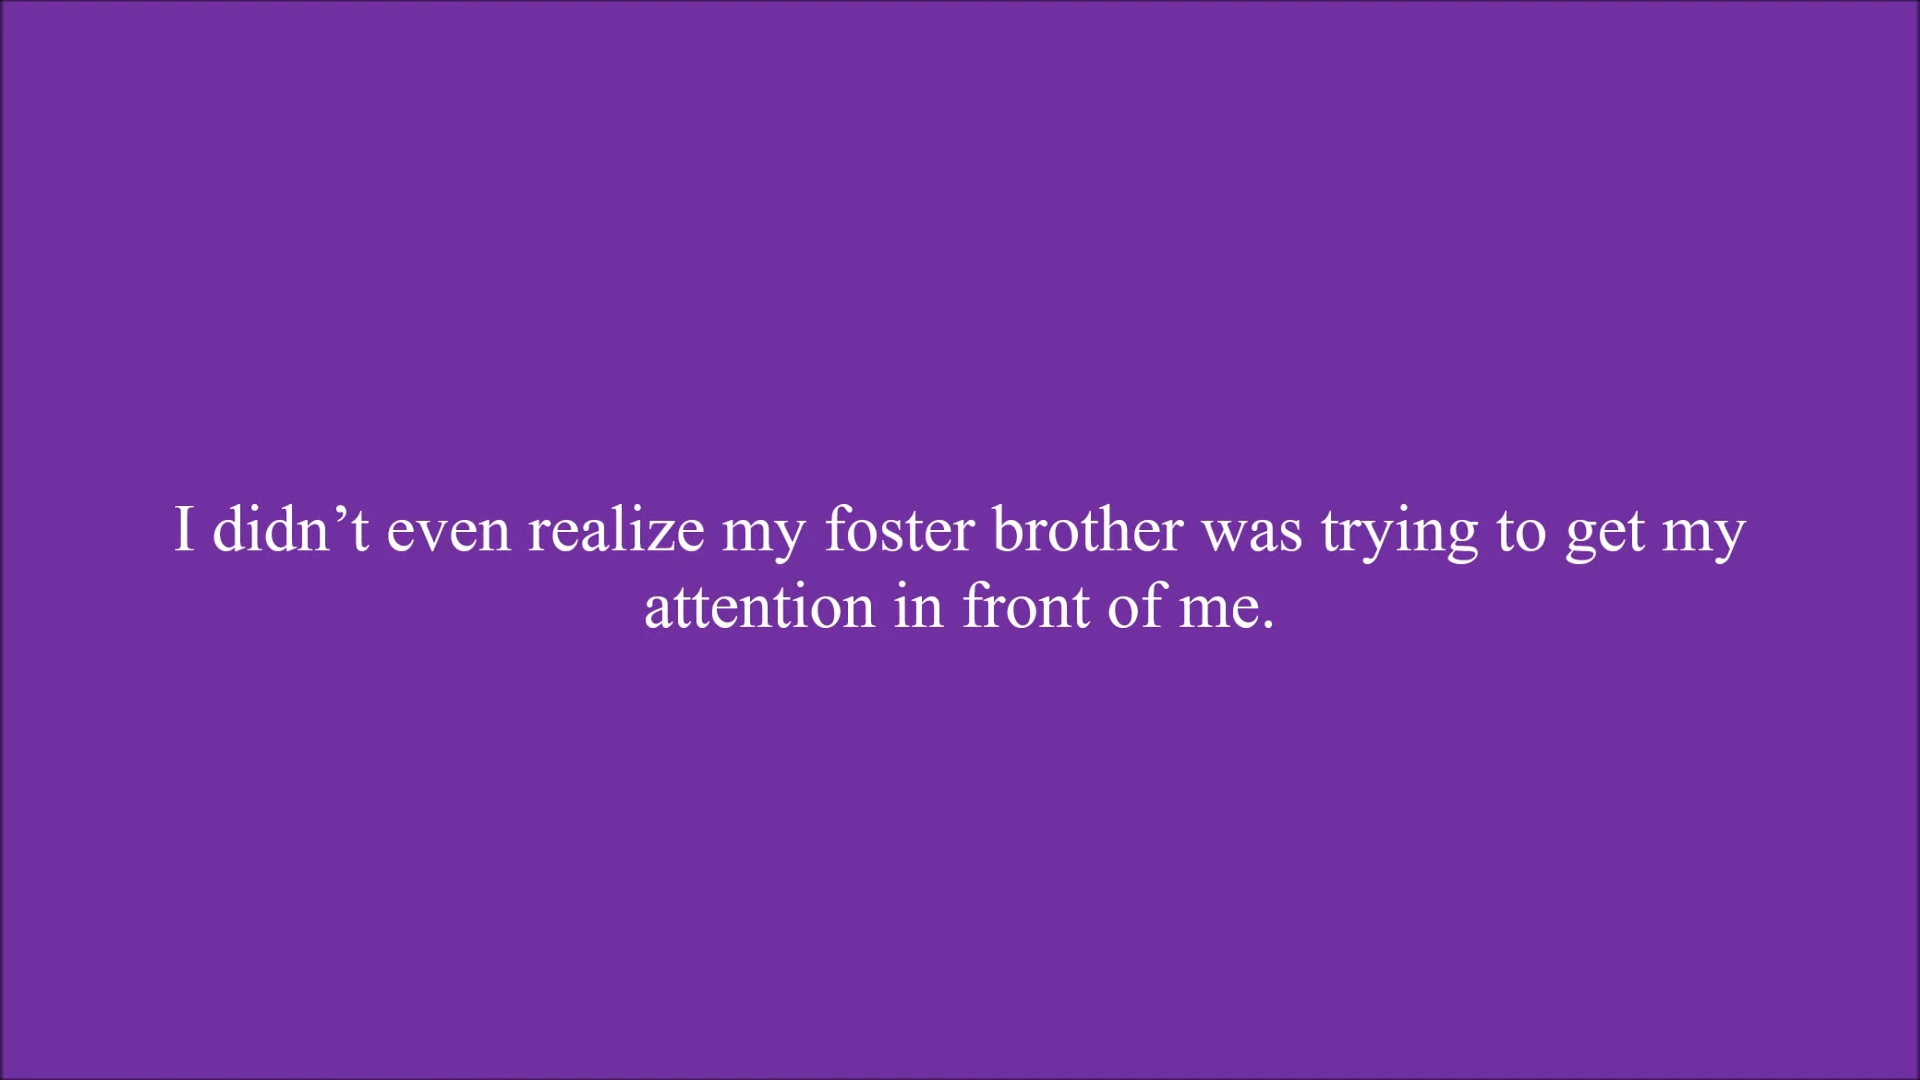 I didn’t even realize my foster brother was trying to get my
attention in front of me.